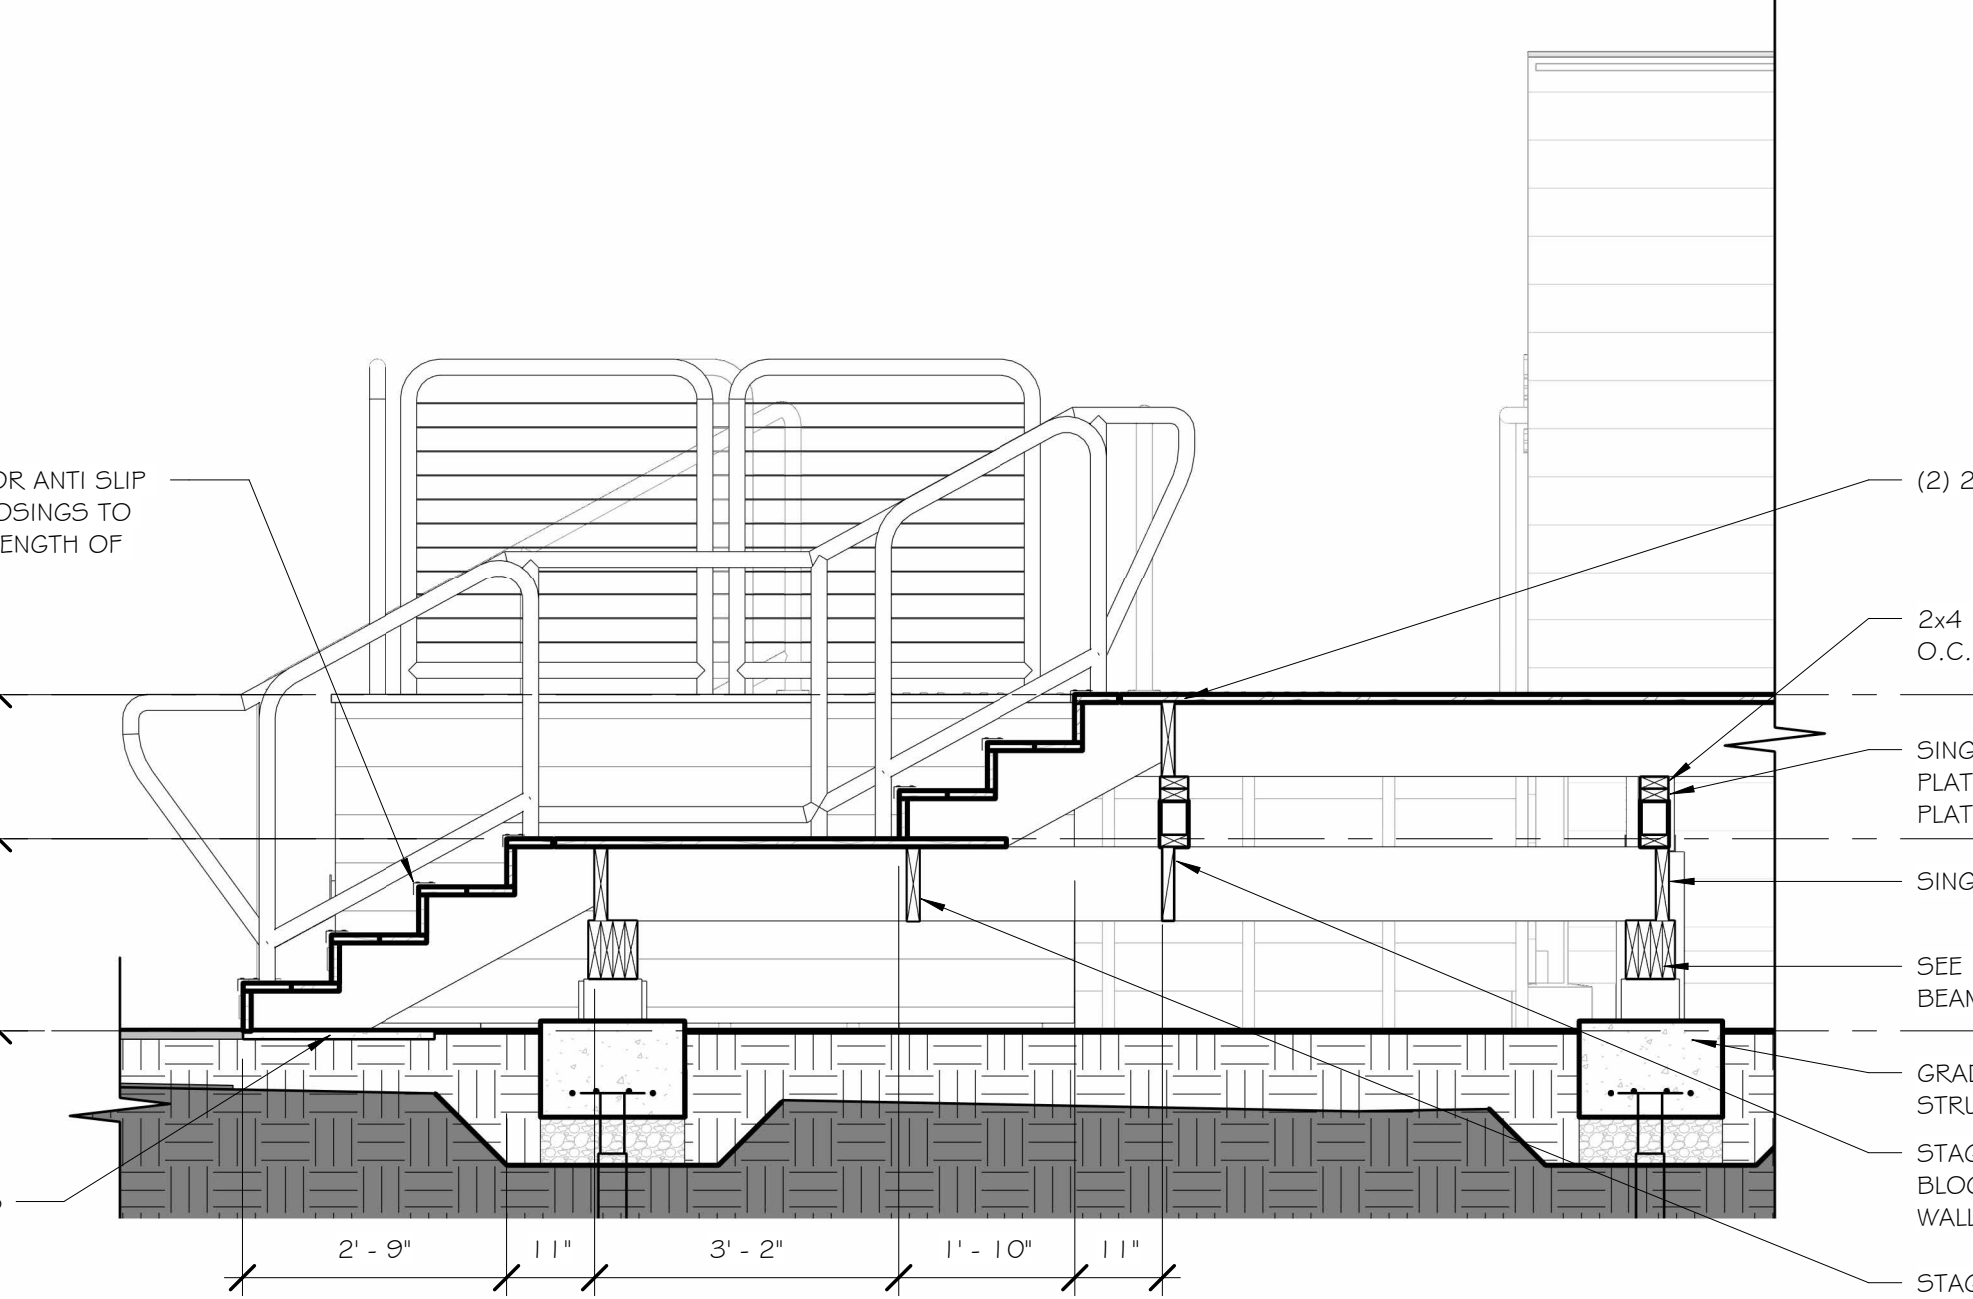 OR ANTI SLIP
OSINGS TO
ENGTH OF
(2) 2
2x4
O.C.
SING
PLAT
PLAT
SING
SEE
BEAM
GRAD
STRU
STAG
BLOC
WALL
STAG
2' - 9" 11" 3' - 2" 1' - 10" 11"